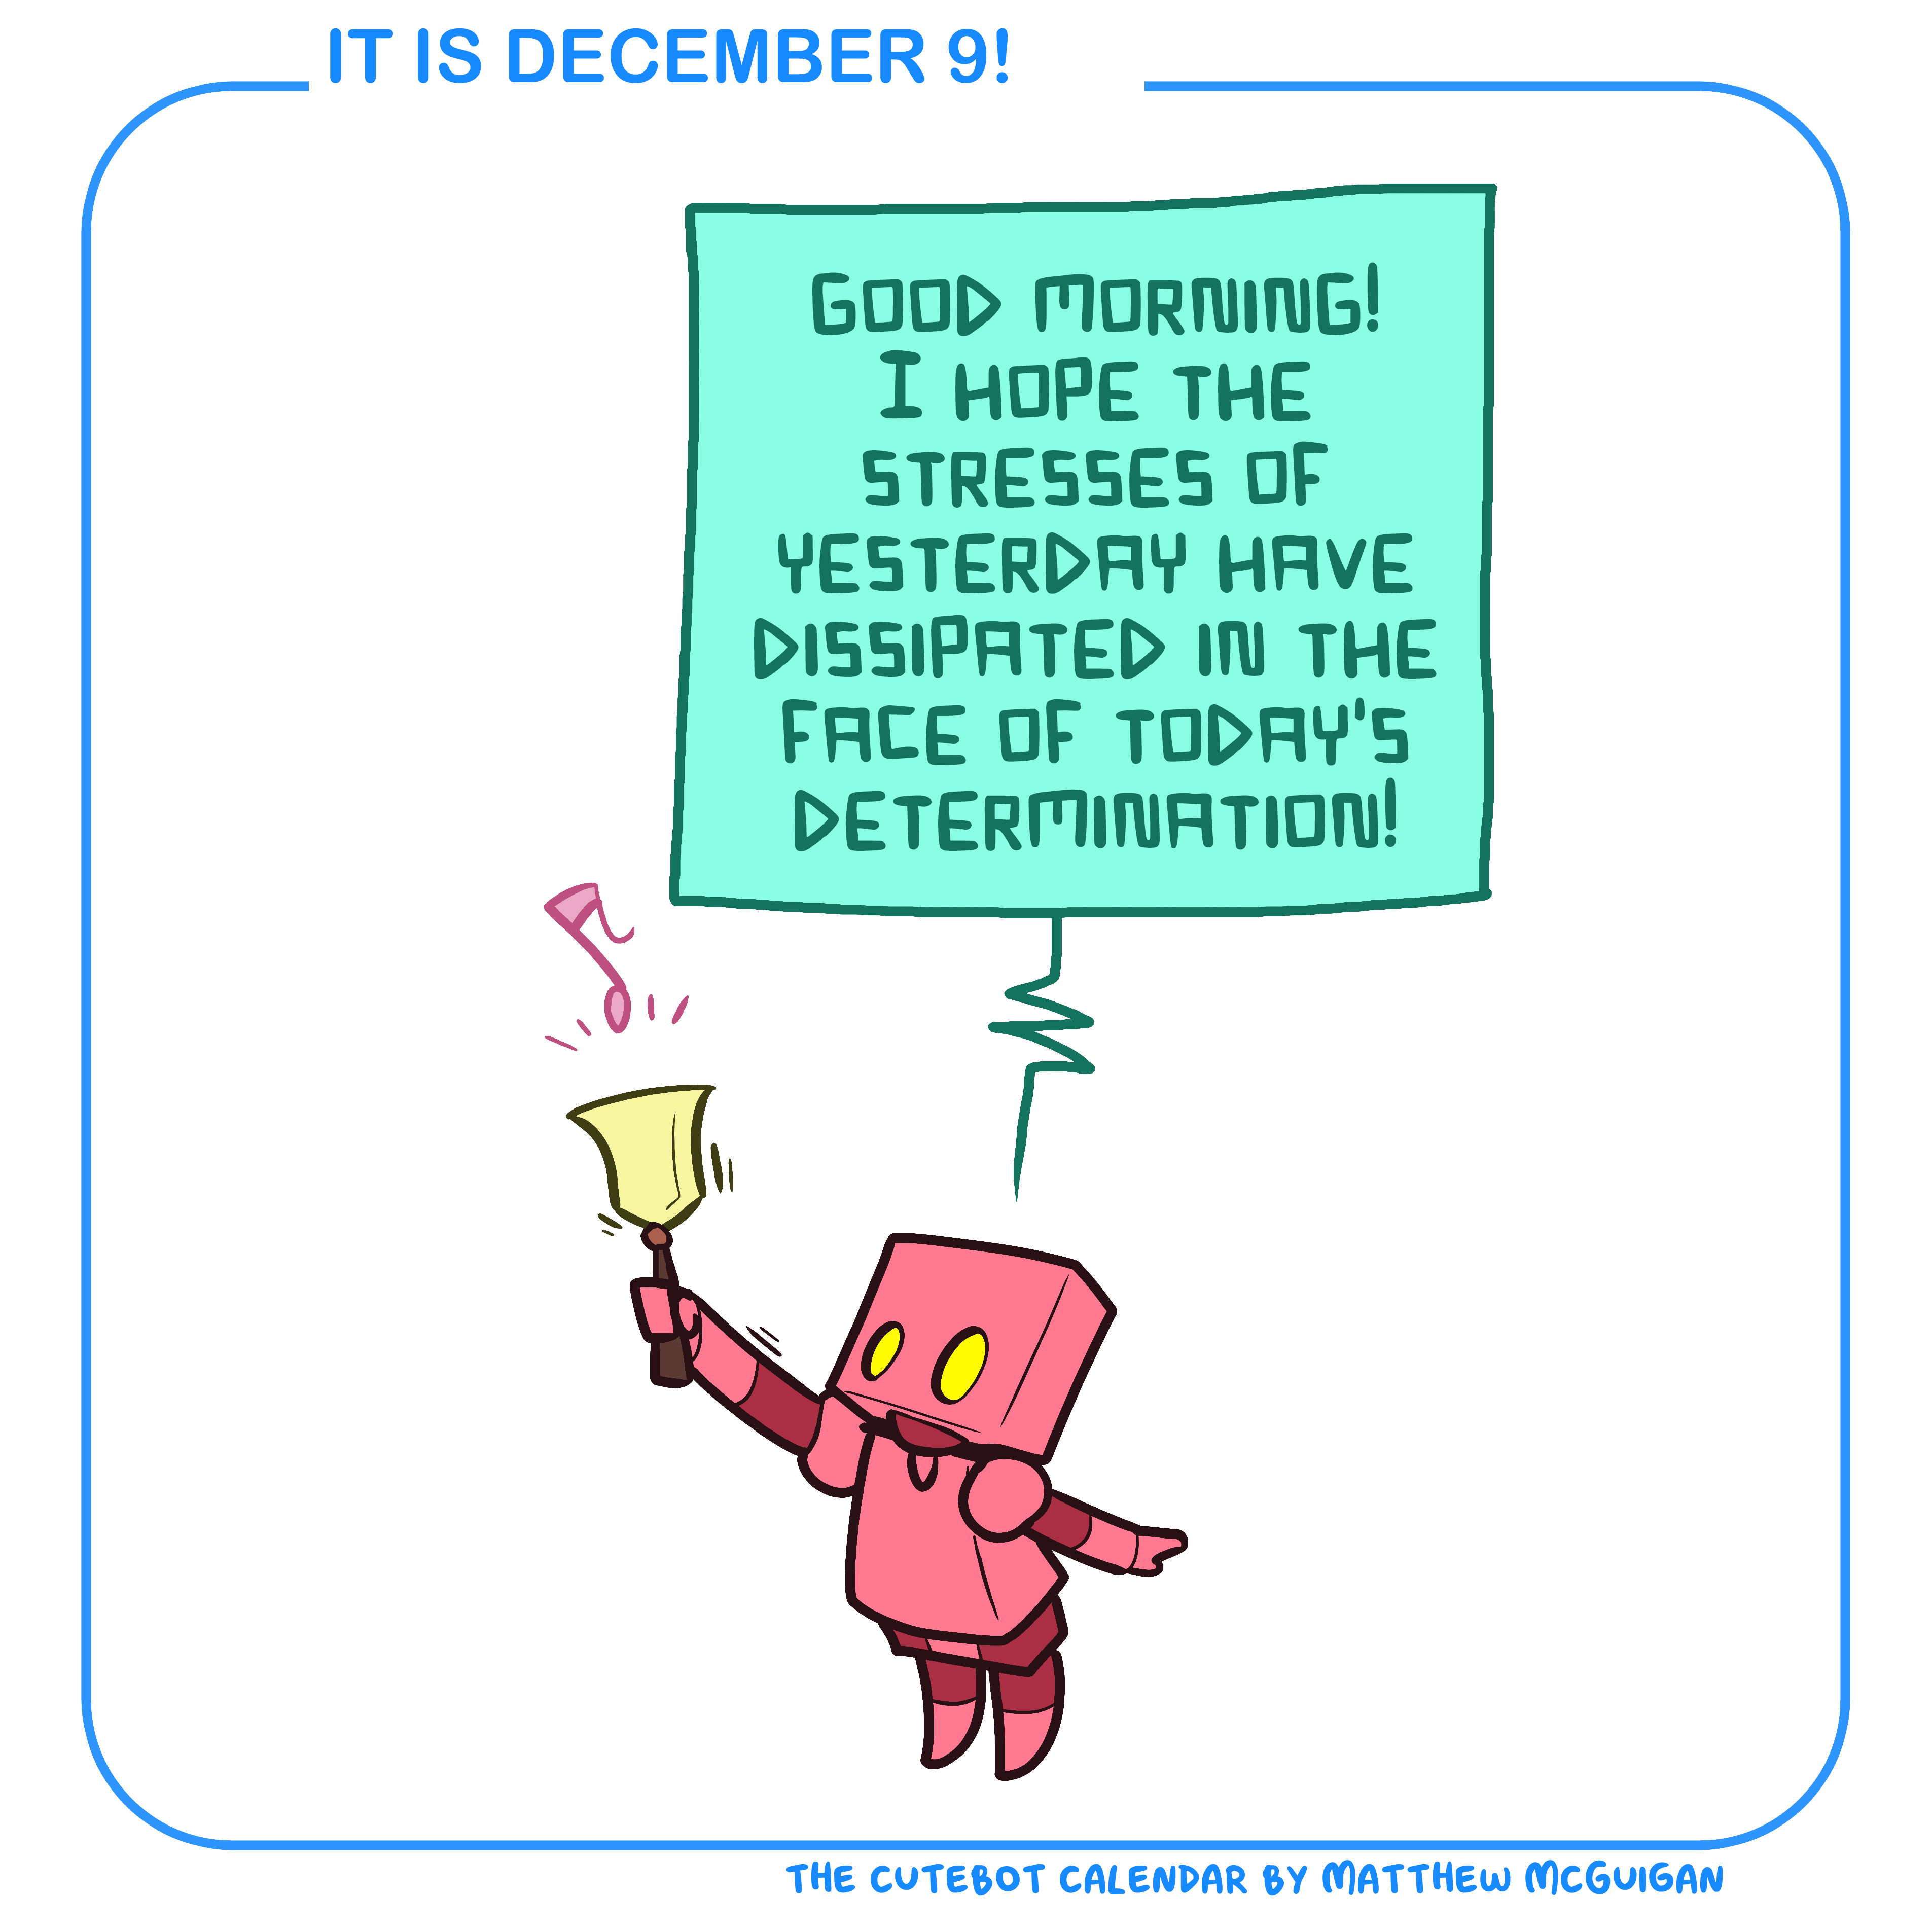 IT IS DECEMBER 9!
GOOD MORNING!
I HOPE THE
STRESSES OF
YESTERDAY HAVE
DISSIPATED IN THE
FACE OF TODAY'S
DETERMINATION!
THE CUTEBOT CALENDAR BY MATTHEW MCGUIGAN